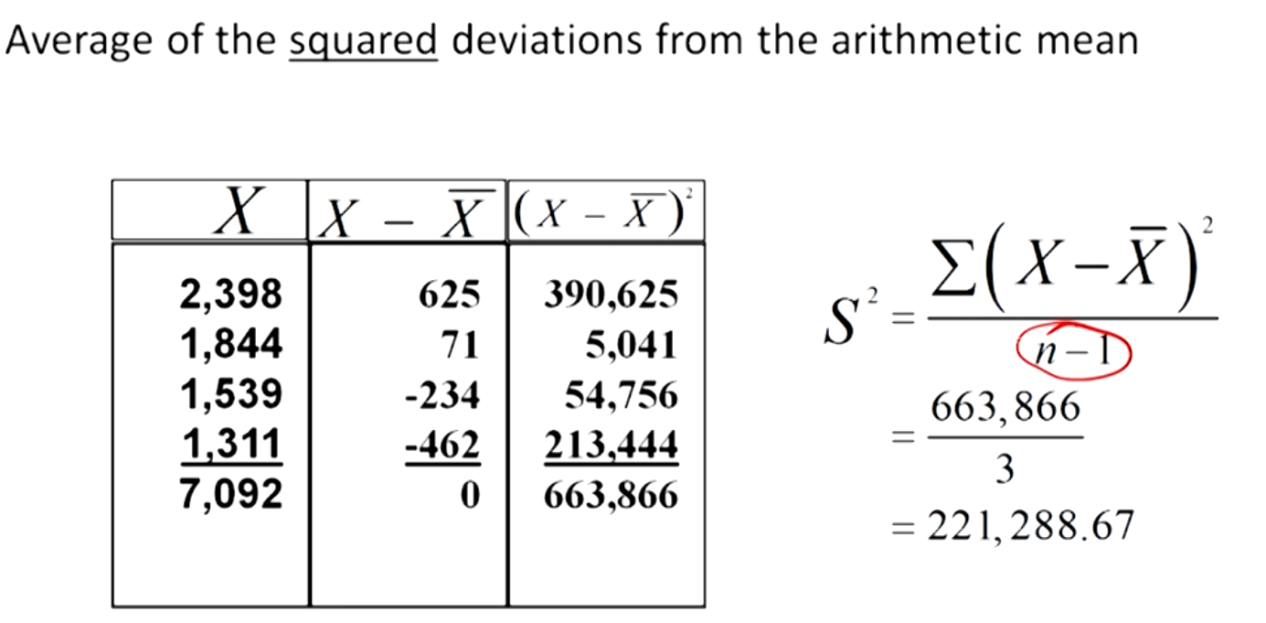 Average of the squared deviations from the arithmetic mean
X X – X̅ (X – X̅)²
2,398 625 390,625
1,844 71 5,041
1,539 -234 54,756
1,311 -462 213,444
7,092 0 663,866
S² = Σ(X–X̅)² / n–1
= 663,866 / 3
= 221,288.67